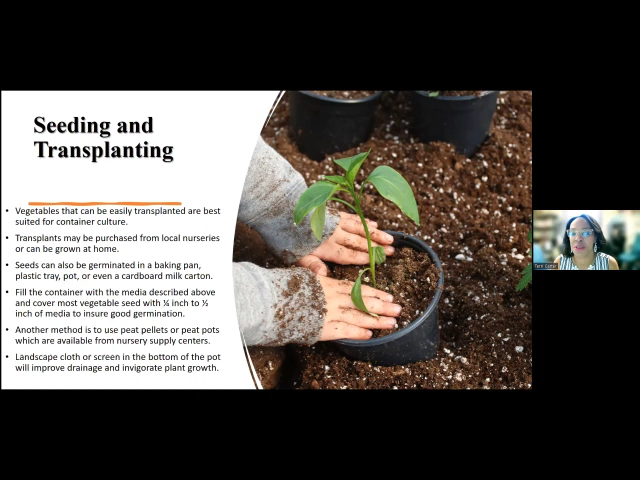 Seeding and
Transplanting
• Vegetables that can be easily transplanted are best
suited for container culture.
• Transplants may be purchased from local nurseries
or can be grown at home.
• Seeds can also be germinated in a baking pan,
plastic tray, pot, or even a cardboard milk carton.
• Fill the container with the media described above
and cover most vegetable seed with ¼ inch to ½
inch of media to insure good germination.
• Another method is to use peat pellets or peat pots
which are available from nursery supply centers.
• Landscape cloth or screen in the bottom of the pot
will improve drainage and invigorate plant growth.